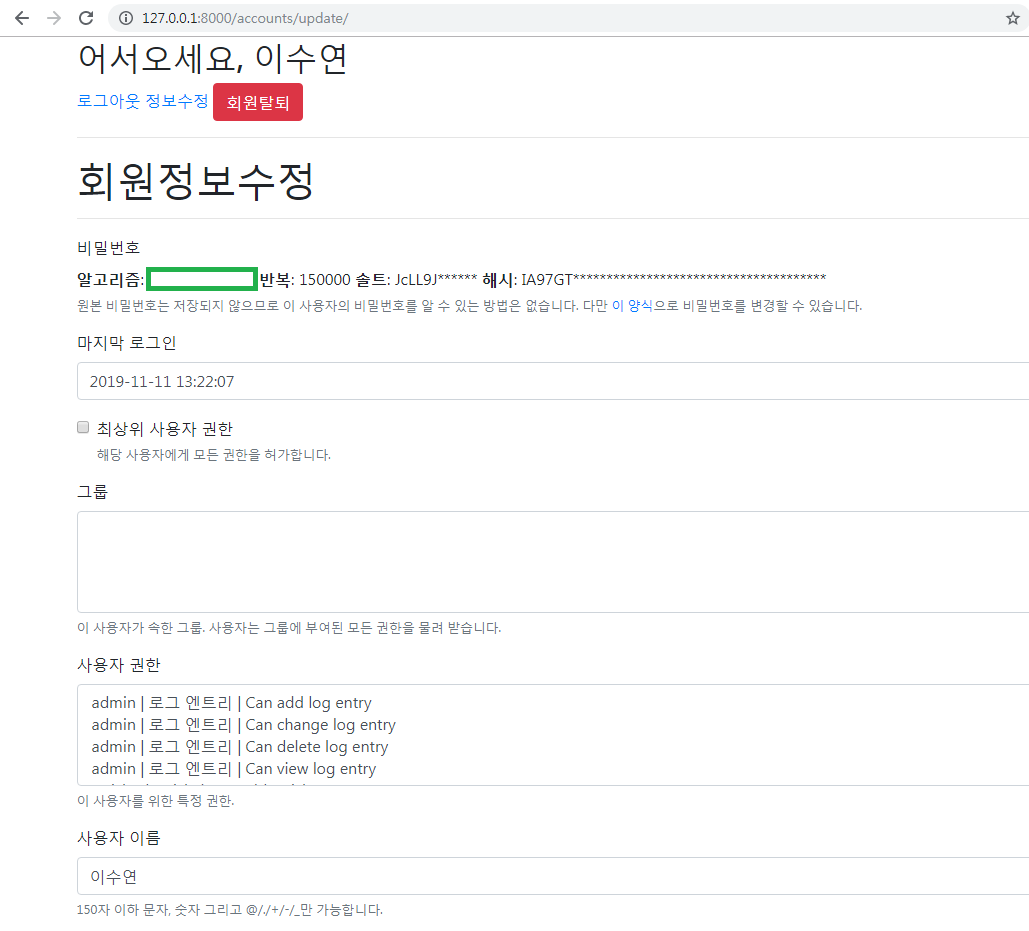 127.0.0.1:8000/accounts/update/
어서오세요, 이수연
로그아웃 정보수정 회원탈퇴
회원정보수정
비밀번호
알고리즘: 반복: 150000 솔트: JcLL9J****** 해시: IA97GT**************************************
원본 비밀번호는 저장되지 않으므로 이 사용자의 비밀번호를 알 수 있는 방법은 없습니다. 다만 이 양식으로 비밀번호를 변경할 수 있습니다.
마지막 로그인
2019-11-11 13:22:07
최상위 사용자 권한
해당 사용자에게 모든 권한을 허가합니다.
그룹
이 사용자가 속한 그룹. 사용자는 그룹에 부여된 모든 권한을 물려 받습니다.
사용자 권한
admin | 로그 엔트리 | Can add log entry
admin | 로그 엔트리 | Can change log entry
admin | 로그 엔트리 | Can delete log entry
admin | 로그 엔트리 | Can view log entry
이 사용자를 위한 특정 권한.
사용자 이름
이수연
150자 이하 문자, 숫자 그리고 @/./+/-/_만 가능합니다.